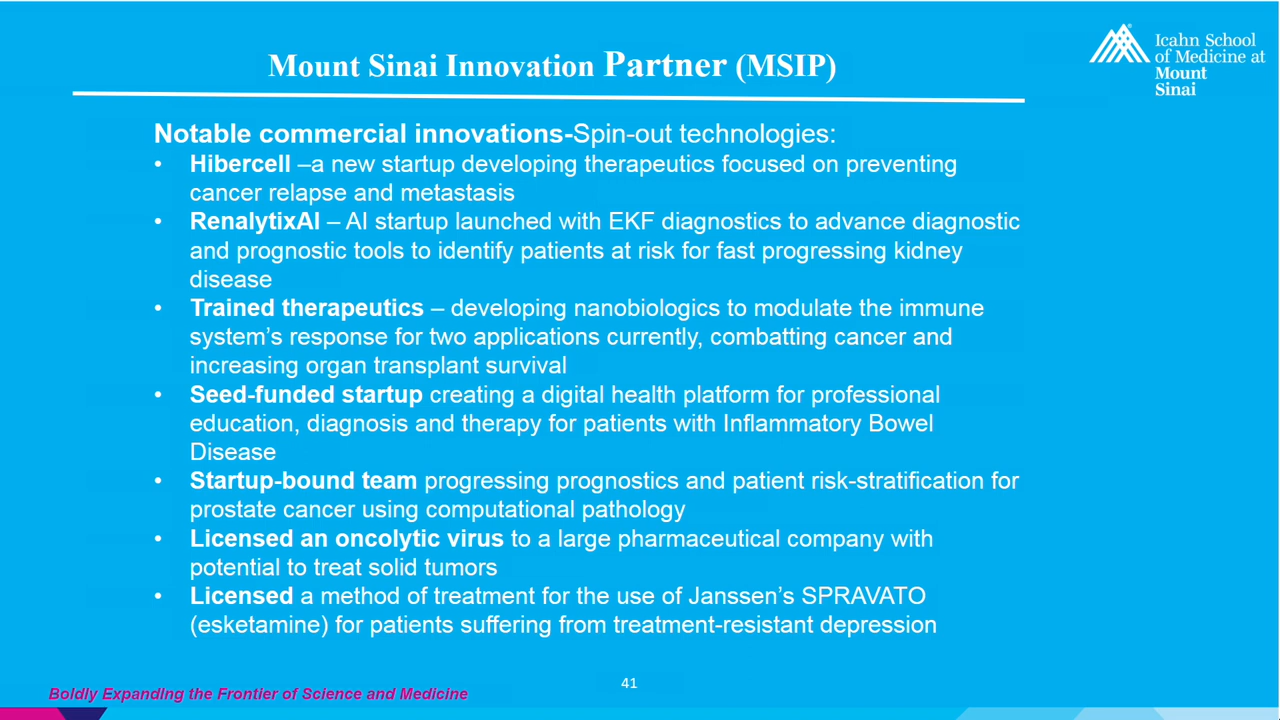 Mount Sinai Innovation Partner (MSIP)
Icahn School
of Medicine at
Mount
Sinai
Notable commercial innovations-Spin-out technologies:
• Hibercell –a new startup developing therapeutics focused on preventing
cancer relapse and metastasis
• RenalytixAI – AI startup launched with EKF diagnostics to advance diagnostic
and prognostic tools to identify patients at risk for fast progressing kidney
disease
• Trained therapeutics – developing nanobiologics to modulate the immune
system's response for two applications currently, combatting cancer and
increasing organ transplant survival
• Seed-funded startup creating a digital health platform for professional
education, diagnosis and therapy for patients with Inflammatory Bowel
Disease
• Startup-bound team progressing prognostics and patient risk-stratification for
prostate cancer using computational pathology
• Licensed an oncolytic virus to a large pharmaceutical company with
potential to treat solid tumors
• Licensed a method of treatment for the use of Janssen's SPRAVATO
(esketamine) for patients suffering from treatment-resistant depression
41
Boldly Expanding the Frontier of Science and Medicine